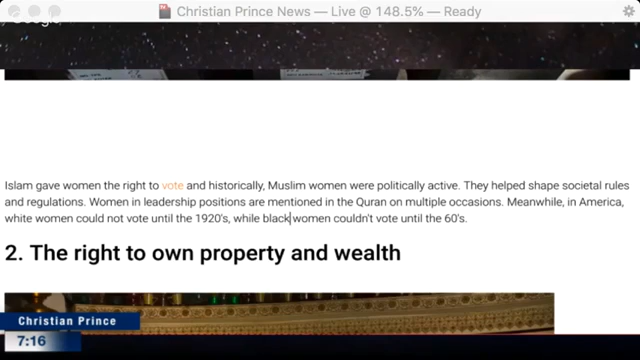 Christian Prince News — Live @ 148.5% — Ready
Islam gave women the right to vote and historically, Muslim women were politically active. They helped shape societal rules
and regulations. Women in leadership positions are mentioned in the Quran on multiple occasions. Meanwhile, in America,
white women could not vote until the 1920's, while black women couldn't vote until the 60's.
2. The right to own property and wealth
Christian Prince
7:16